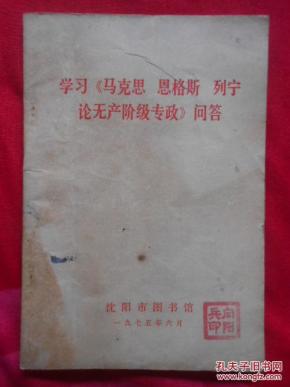 学习《马克思 恩格斯 列宁
论无产阶级专政》问答
沈阳市图书馆
一九七五年六月
孔夫子旧书网